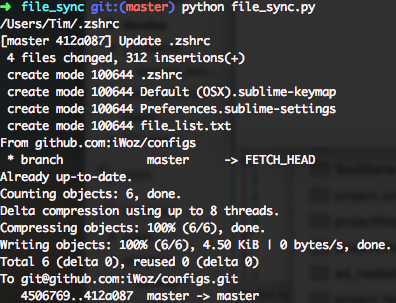 ➜ file_sync git:(master) python file_sync.py
/Users/Tim/.zshrc
[master 412a087] Update .zshrc
4 files changed, 312 insertions(+)
create mode 100644 .zshrc
create mode 100644 Default (OSX).sublime-keymap
create mode 100644 Preferences.sublime-settings
create mode 100644 file_list.txt
From github.com:iWoz/configs
* branch master -> FETCH_HEAD
Already up-to-date.
Counting objects: 6, done.
Delta compression using up to 8 threads.
Compressing objects: 100% (6/6), done.
Writing objects: 100% (6/6), 4.50 KiB | 0 bytes/s, done.
Total 6 (delta 0), reused 0 (delta 0)
To git@github.com:iWoz/configs.git
4506769..412a087 master -> master